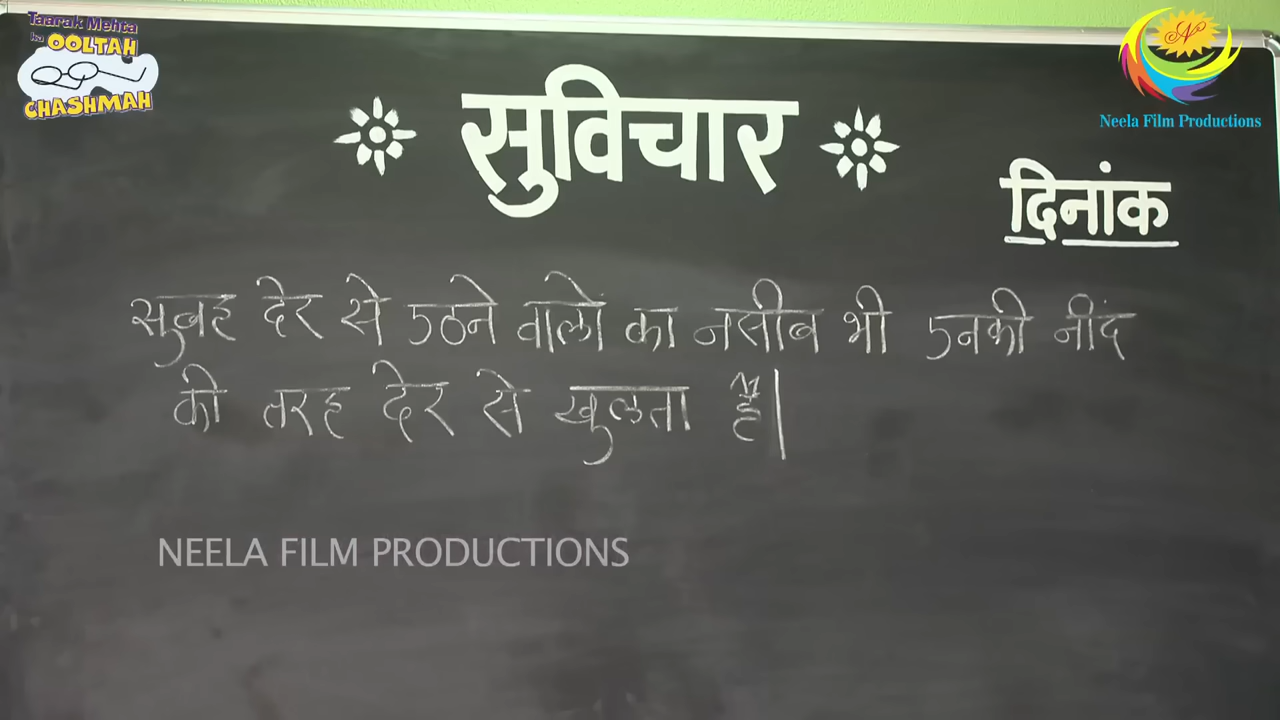 Taarak Mehta
ka OOLTAH
CHASHMAH
Neela Film Productions
सुविचार
दिनांक
सुबह देर से उठने वालों का नसीब भी उनकी नींद
की तरह देर से खुलता है|
NEELA FILM PRODUCTIONS